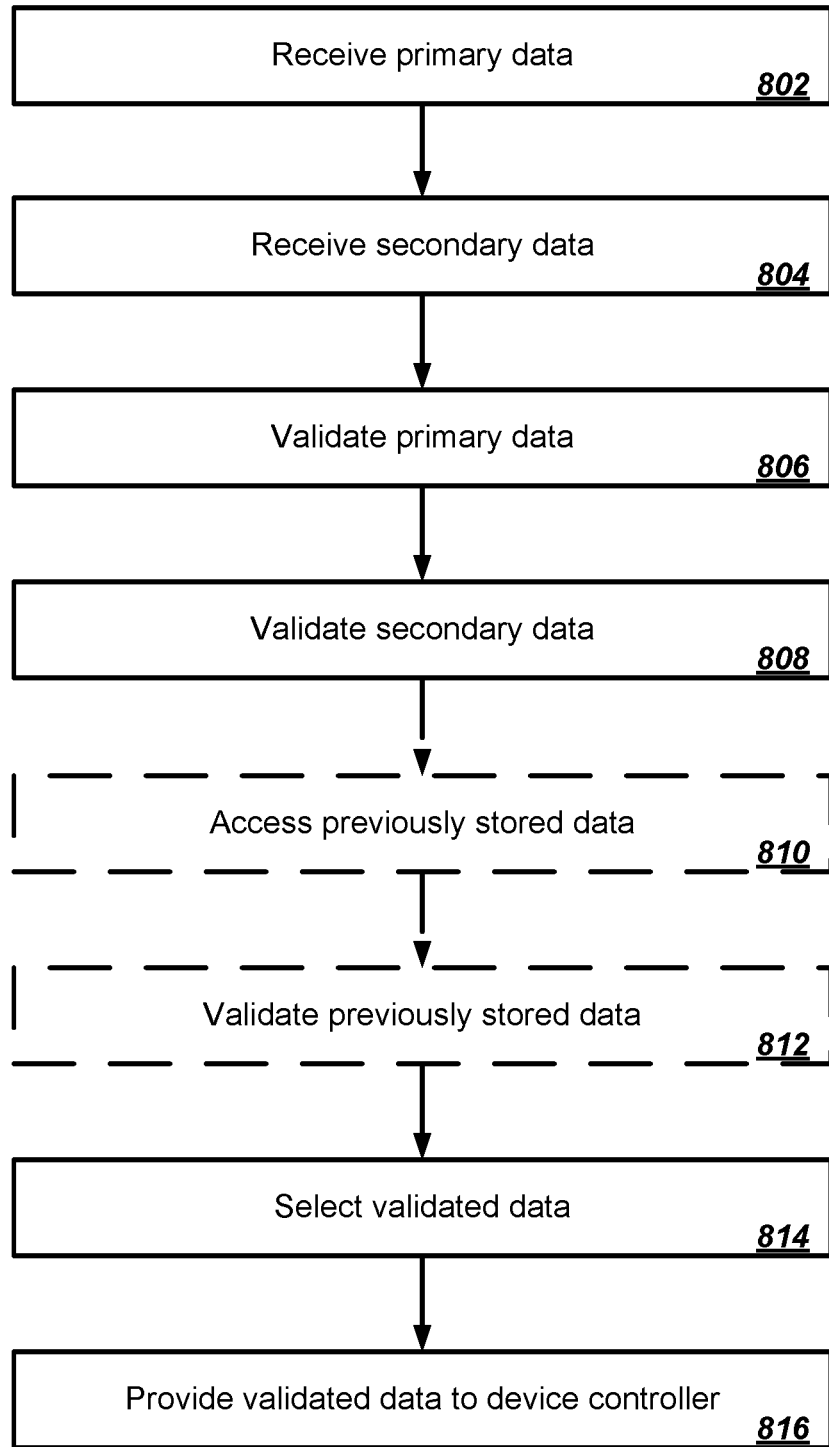 Receive primary data
802
Receive secondary data
804
Validate primary data
806
Validate secondary data
808
Access previously stored data
810
Validate previously stored data
812
Select validated data
814
Provide validated data to device controller
816